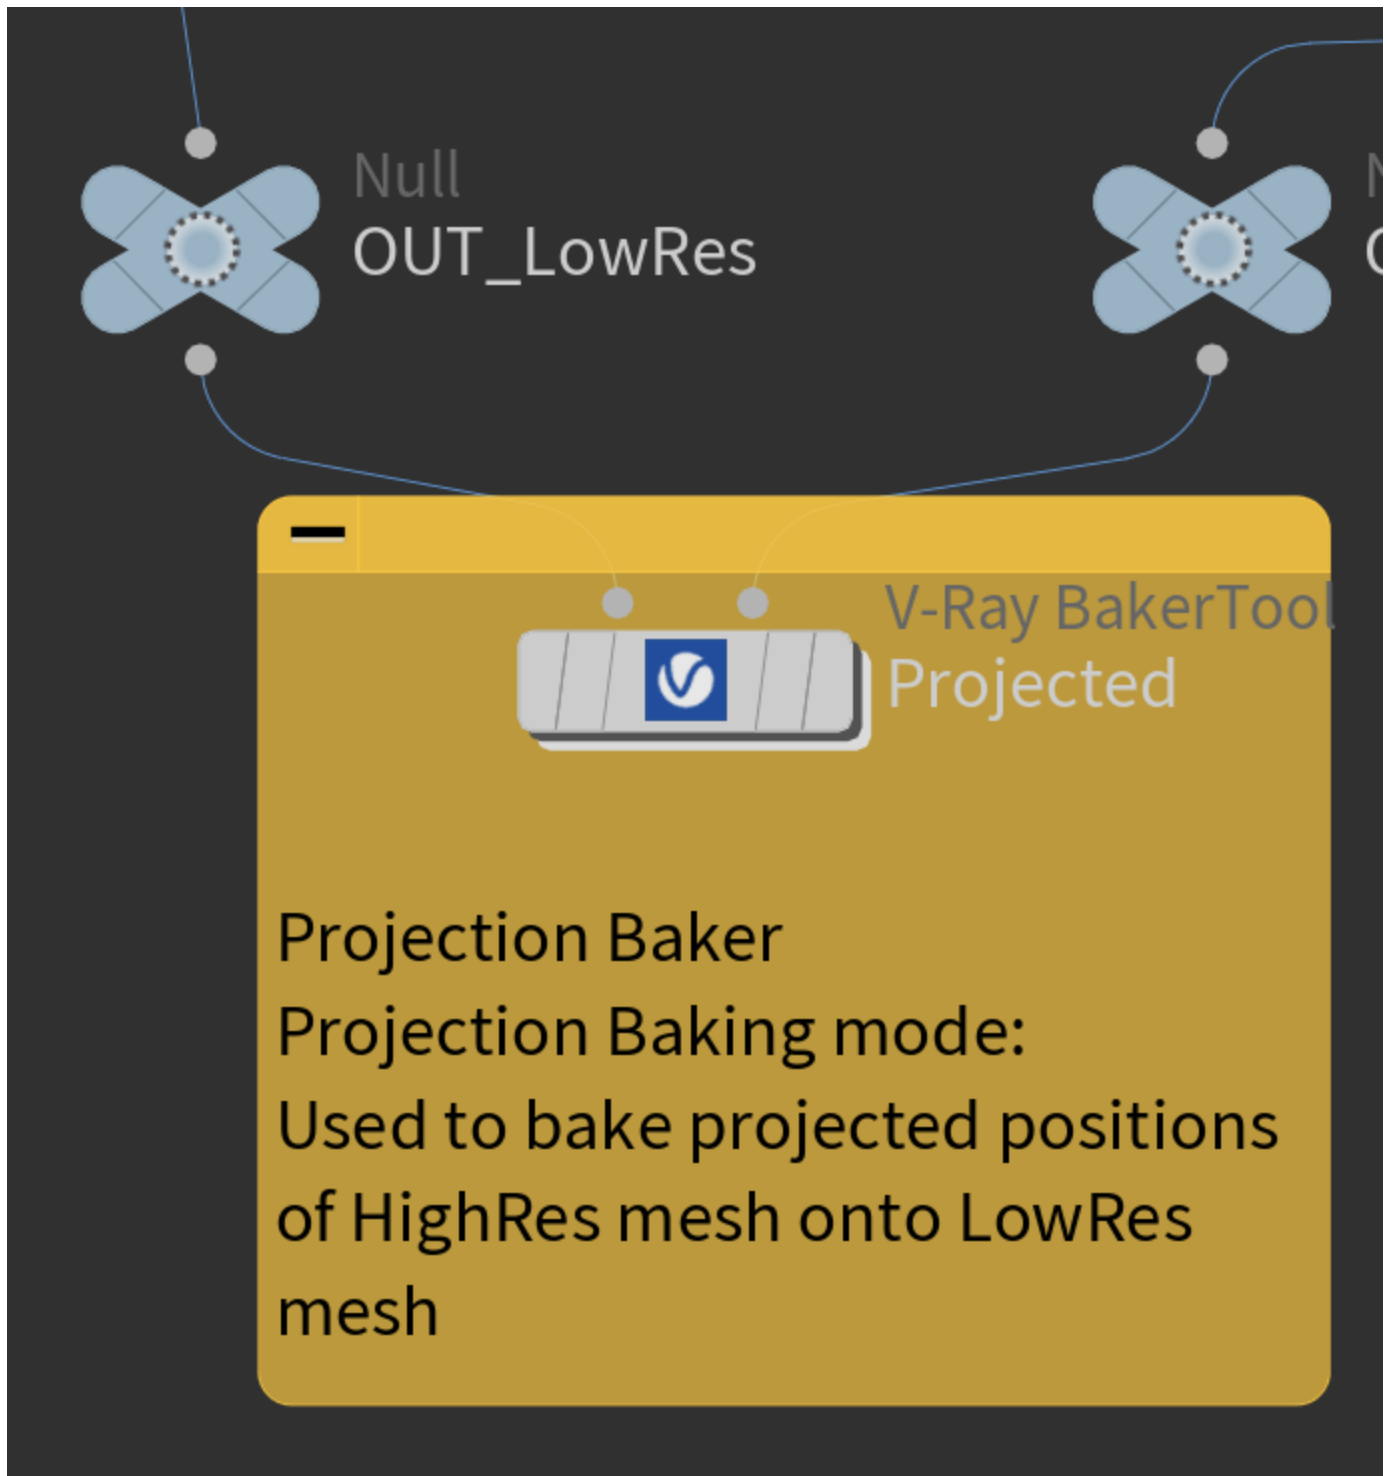 Null
OUT_LowRes
V-Ray BakerTool
Projected
Projection Baker
Projection Baking mode:
Used to bake projected positions
of HighRes mesh onto LowRes
mesh